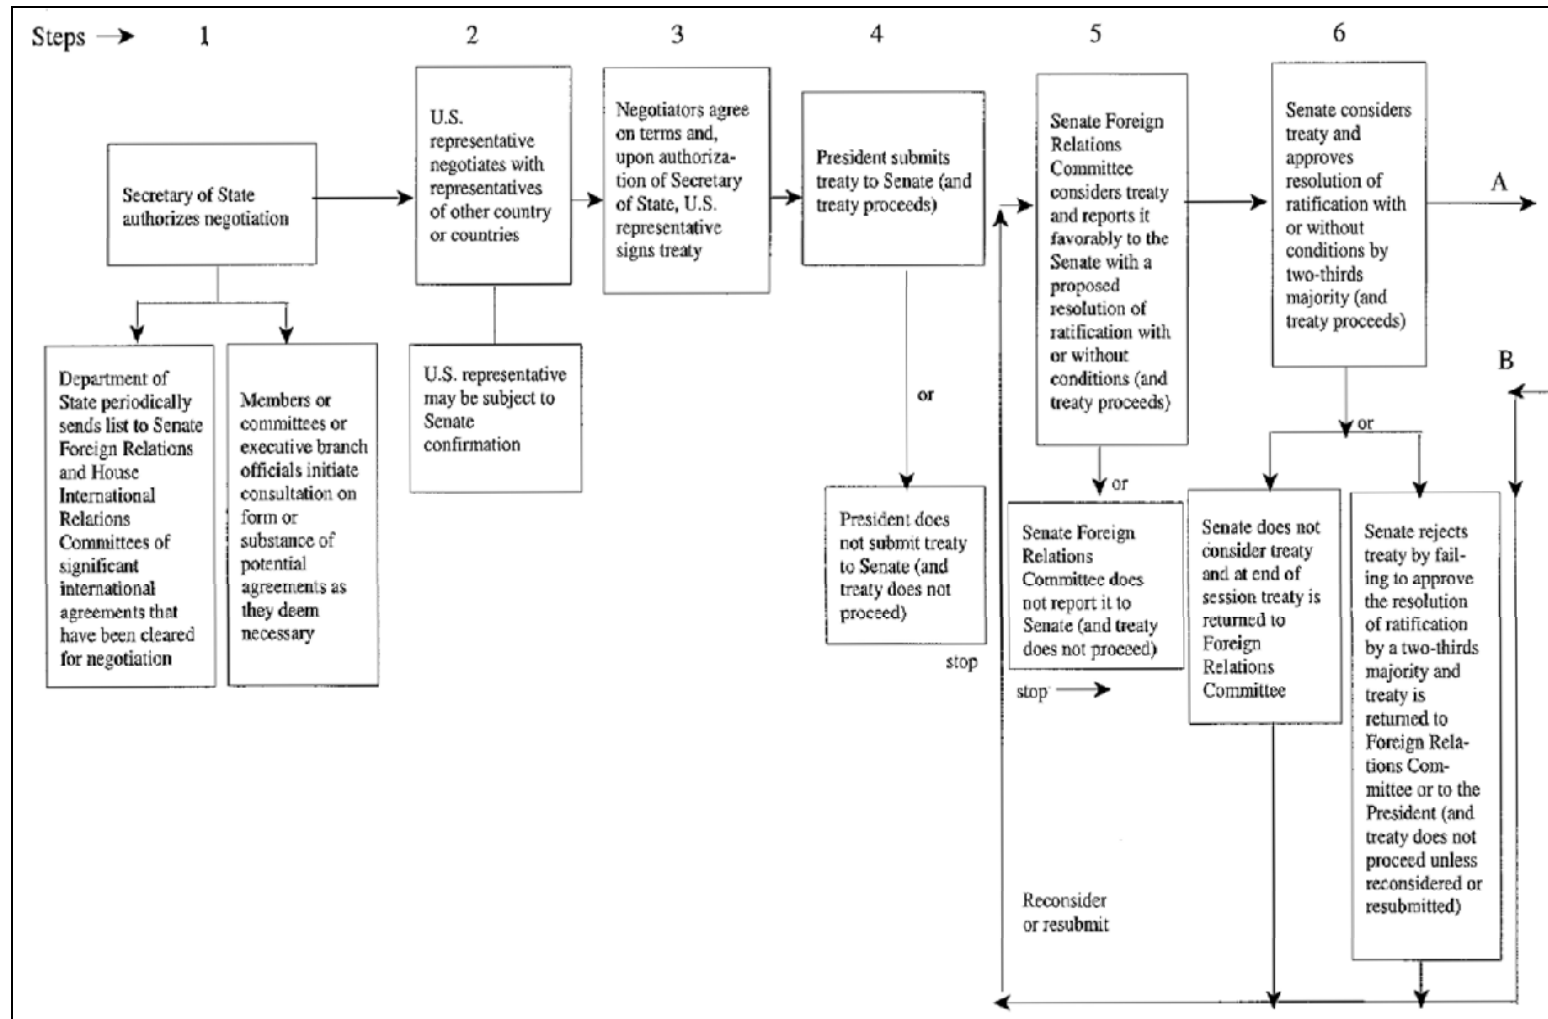 Steps
1
2
3
4
5
6
Secretary of State
authorizes negotiation
Department of
State periodically
sends list to Senate
Foreign Relations
and House
International
Relations
Committees of
significant
international
agreements that
have been cleared
for negotiation
Members or
committees or
executive branch
officials initiate
consultation on
form or
substance of
potential
agreements as
they deem
necessary
U.S.
representative
negotiates with
representatives
of other country
or countries
U.S. representative
may be subject to
Senate
confirmation
Negotiators agree
on terms and,
upon authoriza-
tion of Secretary
of State, U.S.
representative
signs treaty
President submits
treaty to Senate (and
treaty proceeds)
or
President does
not submit treaty
to Senate (and
treaty does not
proceed)
stop
Senate Foreign
Relations
Committee
considers treaty
and reports it
favorably to the
Senate with a
proposed
resolution of
ratification with
or without
conditions (and
treaty proceeds)
or
Senate Foreign
Relations
Committee does
not report it to
Senate (and treaty
does not proceed)
stop
Reconsider
or resubmit
Senate considers
treaty and
approves
resolution of
ratification with
or without
conditions by
two-thirds
majority (and
treaty proceeds)
or
Senate does not
consider treaty
and at end of
session treaty is
returned to
Foreign
Relations
Committee
Senate rejects
treaty by fail-
ing to approve
the resolution
of ratification
by a two-thirds
majority and
treaty is
returned to
Foreign Rela-
tions Com-
mittee or to the
President (and
treaty does not
proceed unless
reconsidered or
resubmitted)
A
B